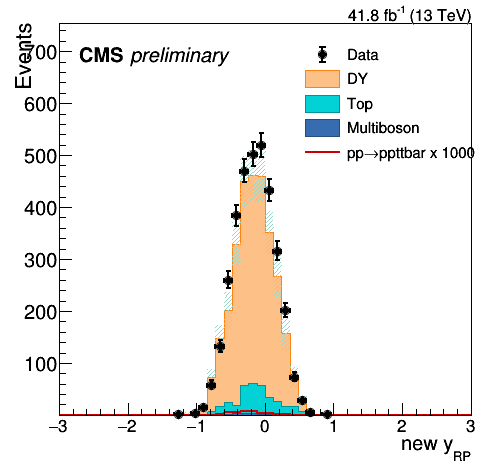 41.8 fb⁻¹ (13 TeV)
Events
CMS preliminary
Data
DY
Top
Multiboson
pp→ppttbar x 1000
700
600
500
400
300
200
100
−3 −2 −1 0 1 2 3
new y_RP